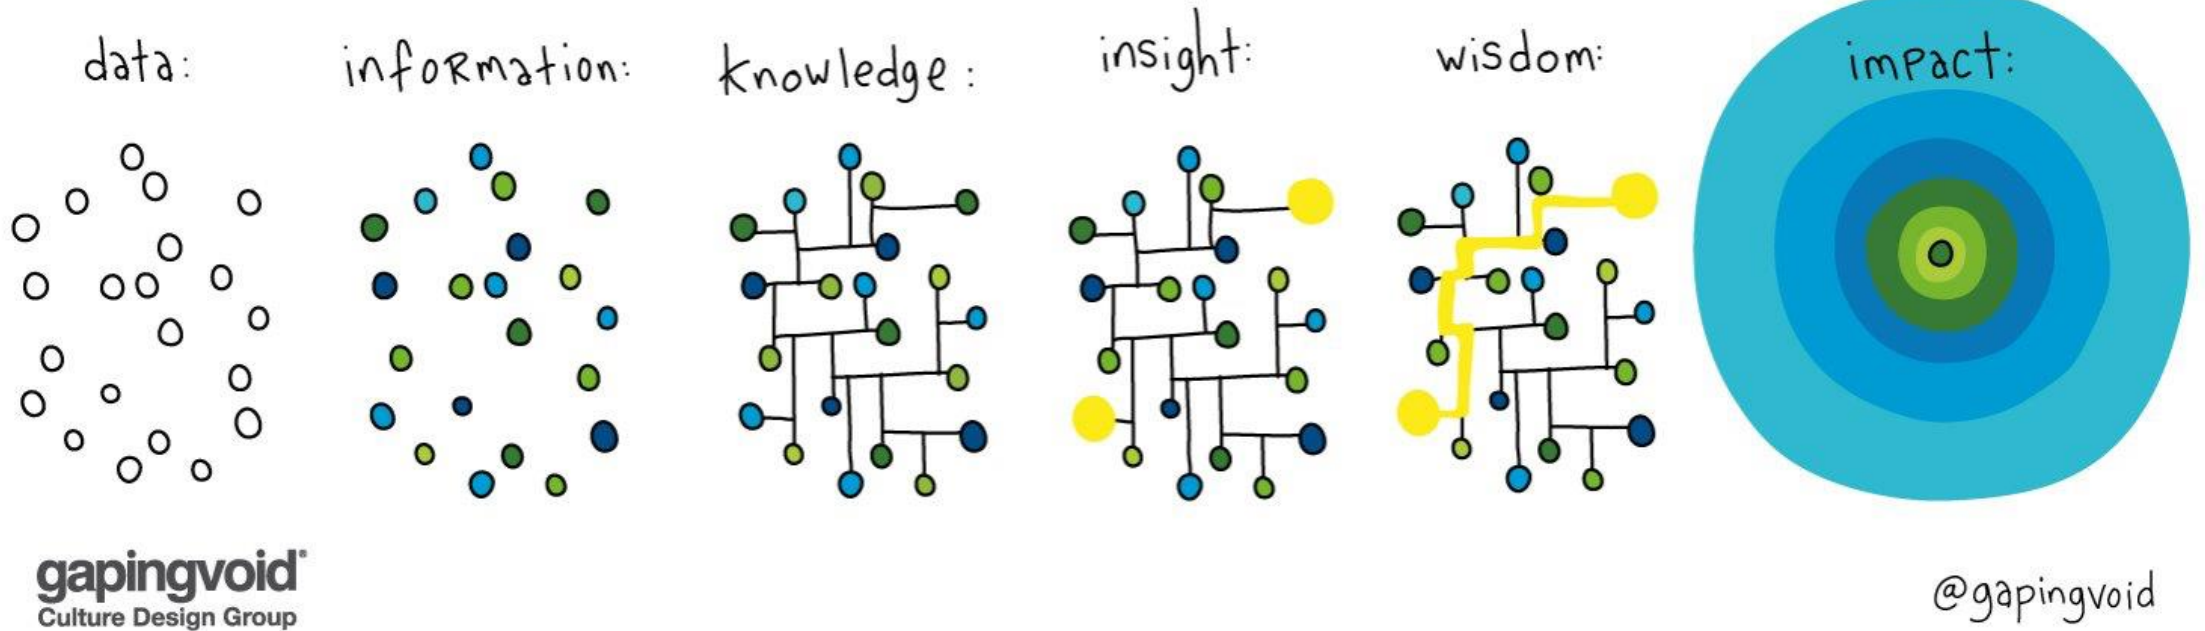 data:
information:
knowledge:
insight:
wisdom:
impact:
gapingvoid®
Culture Design Group
@gapingvoid